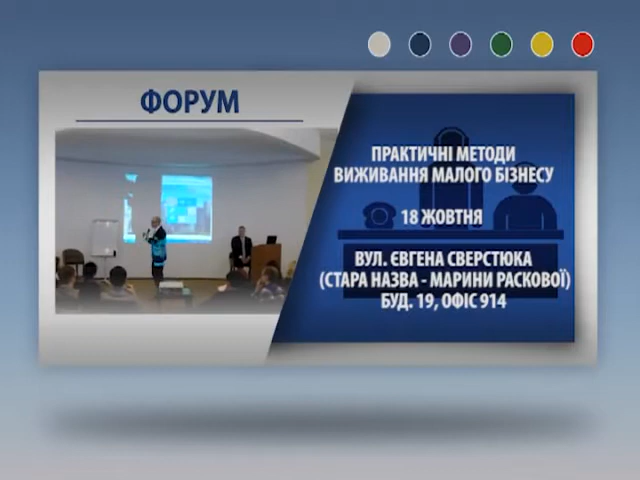 ФОРУМ
ПРАКТИЧНІ МЕТОДИ
ВИЖИВАННЯ МАЛОГО БІЗНЕСУ
18 ЖОВТНЯ
ВУЛ. ЄВГЕНА СВЕРСТЮКА
(СТАРА НАЗВА - МАРИНИ РАСКОВОЇ)
БУД. 19, ОФІС 914